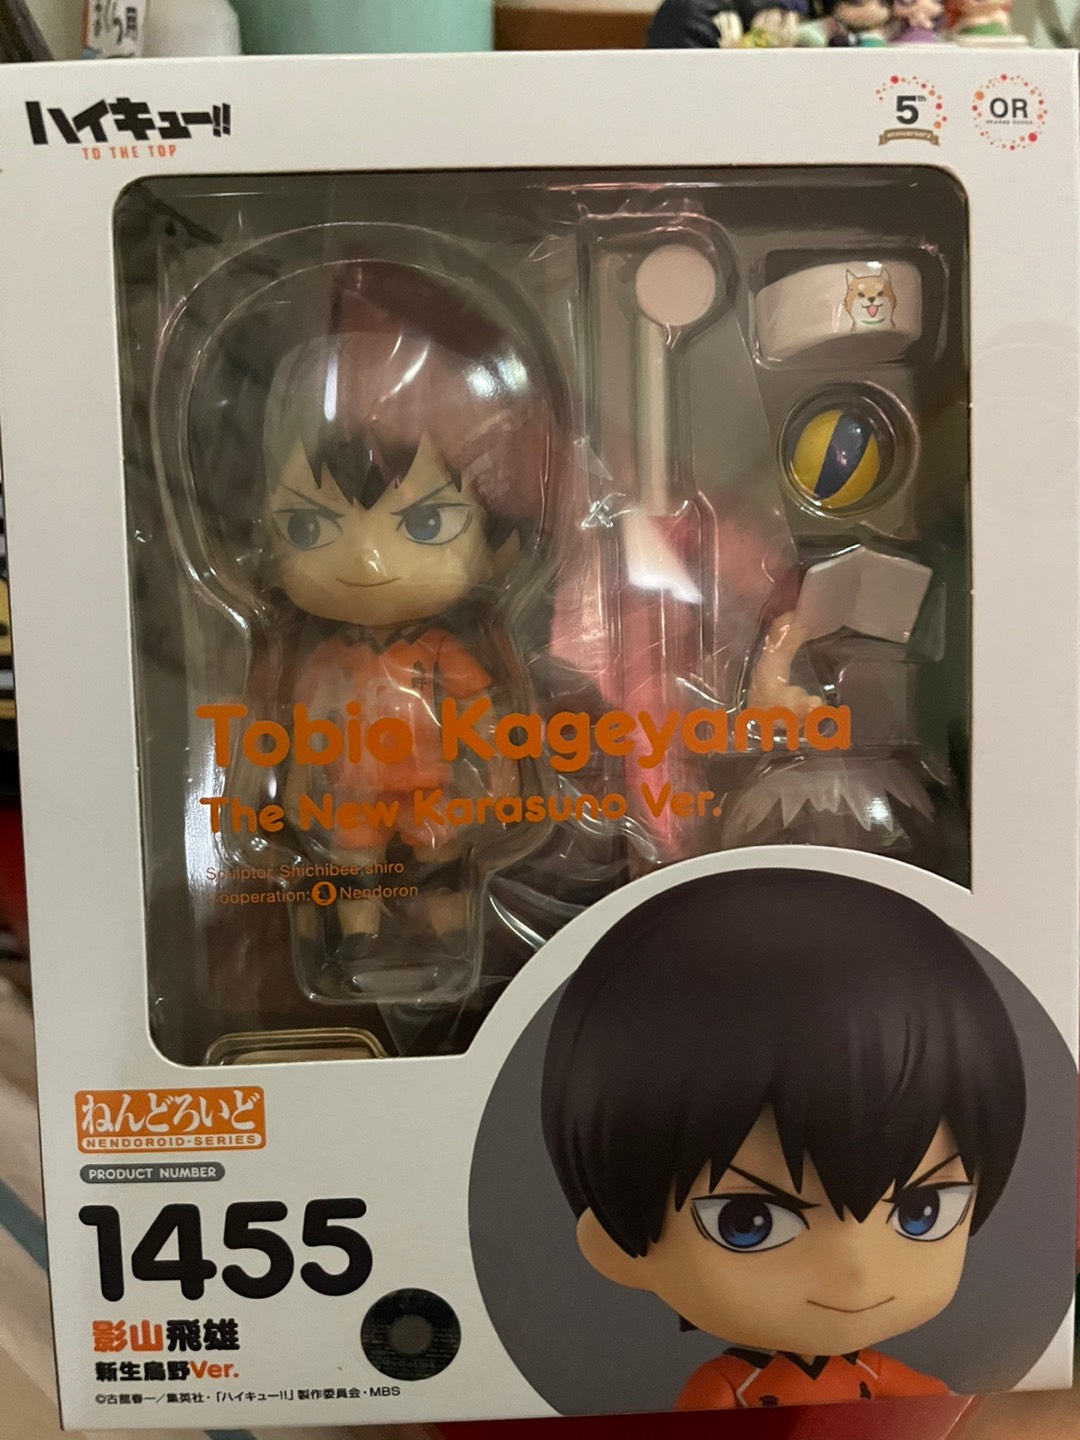 ハイキュー!!
TO THE TOP
5th
ANNIVERSARY
OR
ORANGE ROUGE
Tobio Kageyama
The New Karasuno Ver.
Sculptor Shichibee.shiro
Cooperation: Nendoron
ねんどろいど
NENDOROID·SERIES
PRODUCT NUMBER
1455
影山飛雄
新生烏野Ver.
©古舘春一／集英社・「ハイキュー!!」製作委員会・MBS